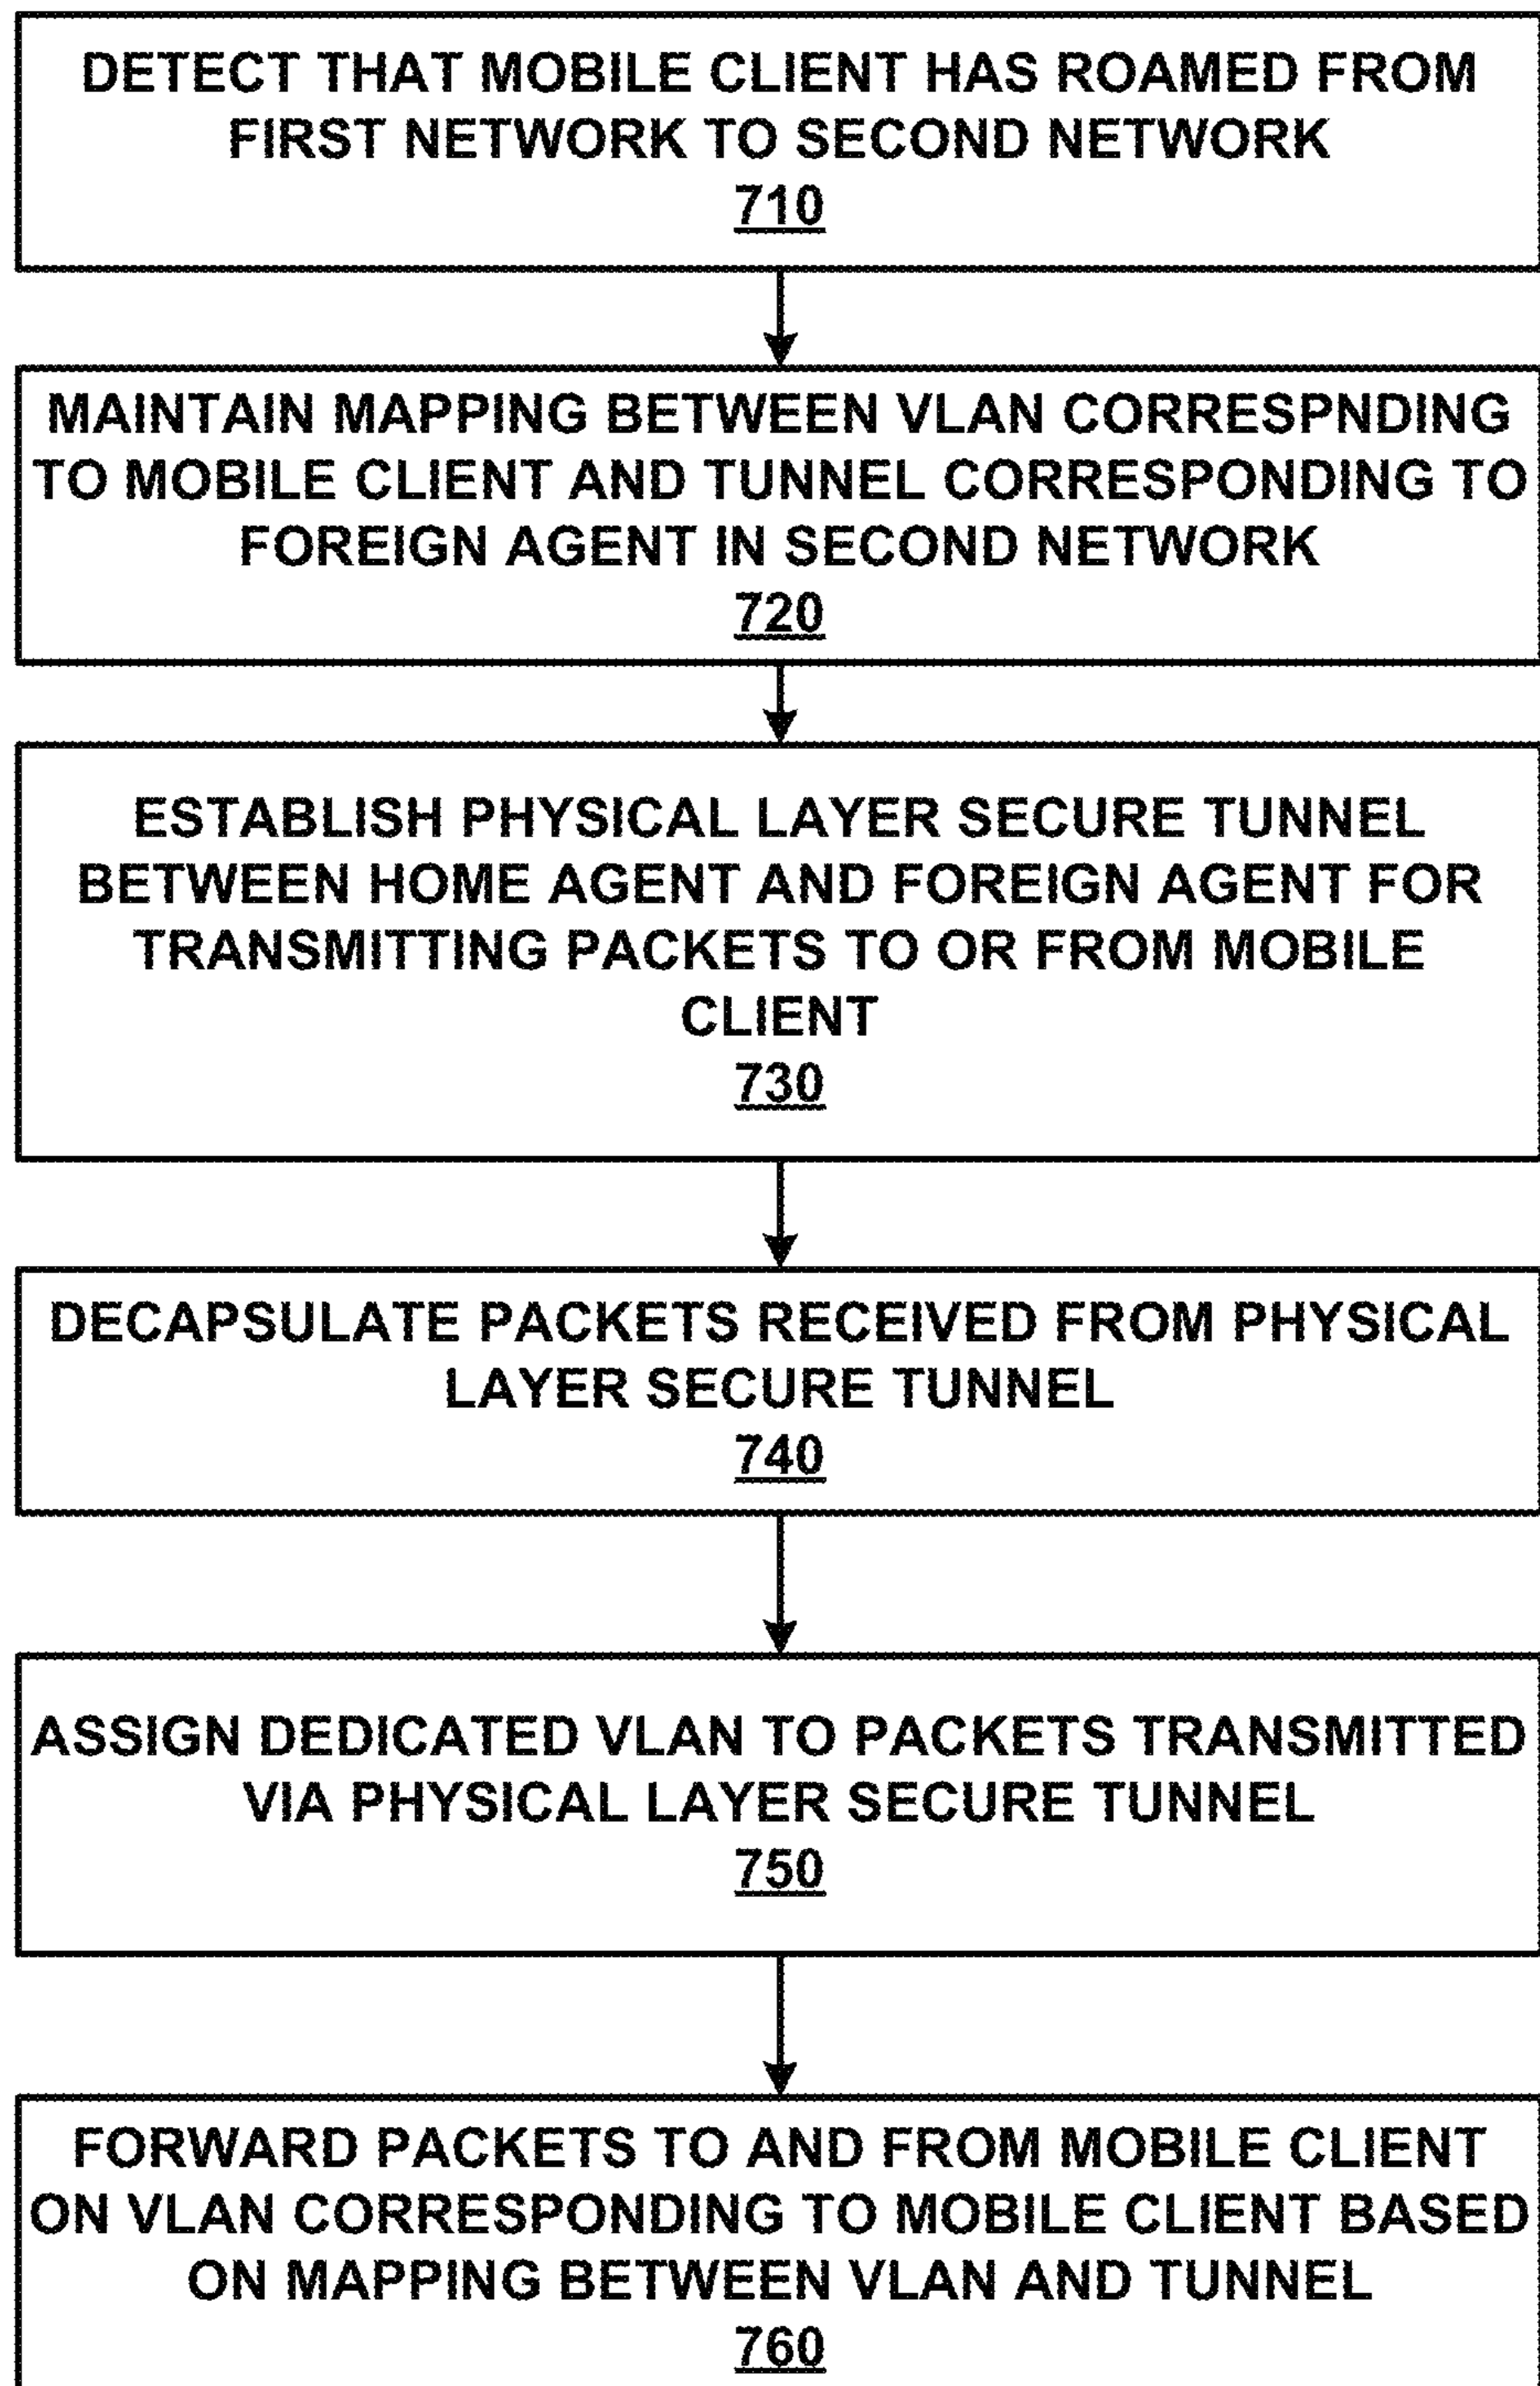 DETECT THAT MOBILE CLIENT HAS ROAMED FROM
FIRST NETWORK TO SECOND NETWORK
710
MAINTAIN MAPPING BETWEEN VLAN CORRESPNDING
TO MOBILE CLIENT AND TUNNEL CORRESPONDING TO
FOREIGN AGENT IN SECOND NETWORK
720
ESTABLISH PHYSICAL LAYER SECURE TUNNEL
BETWEEN HOME AGENT AND FOREIGN AGENT FOR
TRANSMITTING PACKETS TO OR FROM MOBILE
CLIENT
730
DECAPSULATE PACKETS RECEIVED FROM PHYSICAL
LAYER SECURE TUNNEL
740
ASSIGN DEDICATED VLAN TO PACKETS TRANSMITTED
VIA PHYSICAL LAYER SECURE TUNNEL
750
FORWARD PACKETS TO AND FROM MOBILE CLIENT
ON VLAN CORRESPONDING TO MOBILE CLIENT BASED
ON MAPPING BETWEEN VLAN AND TUNNEL
760